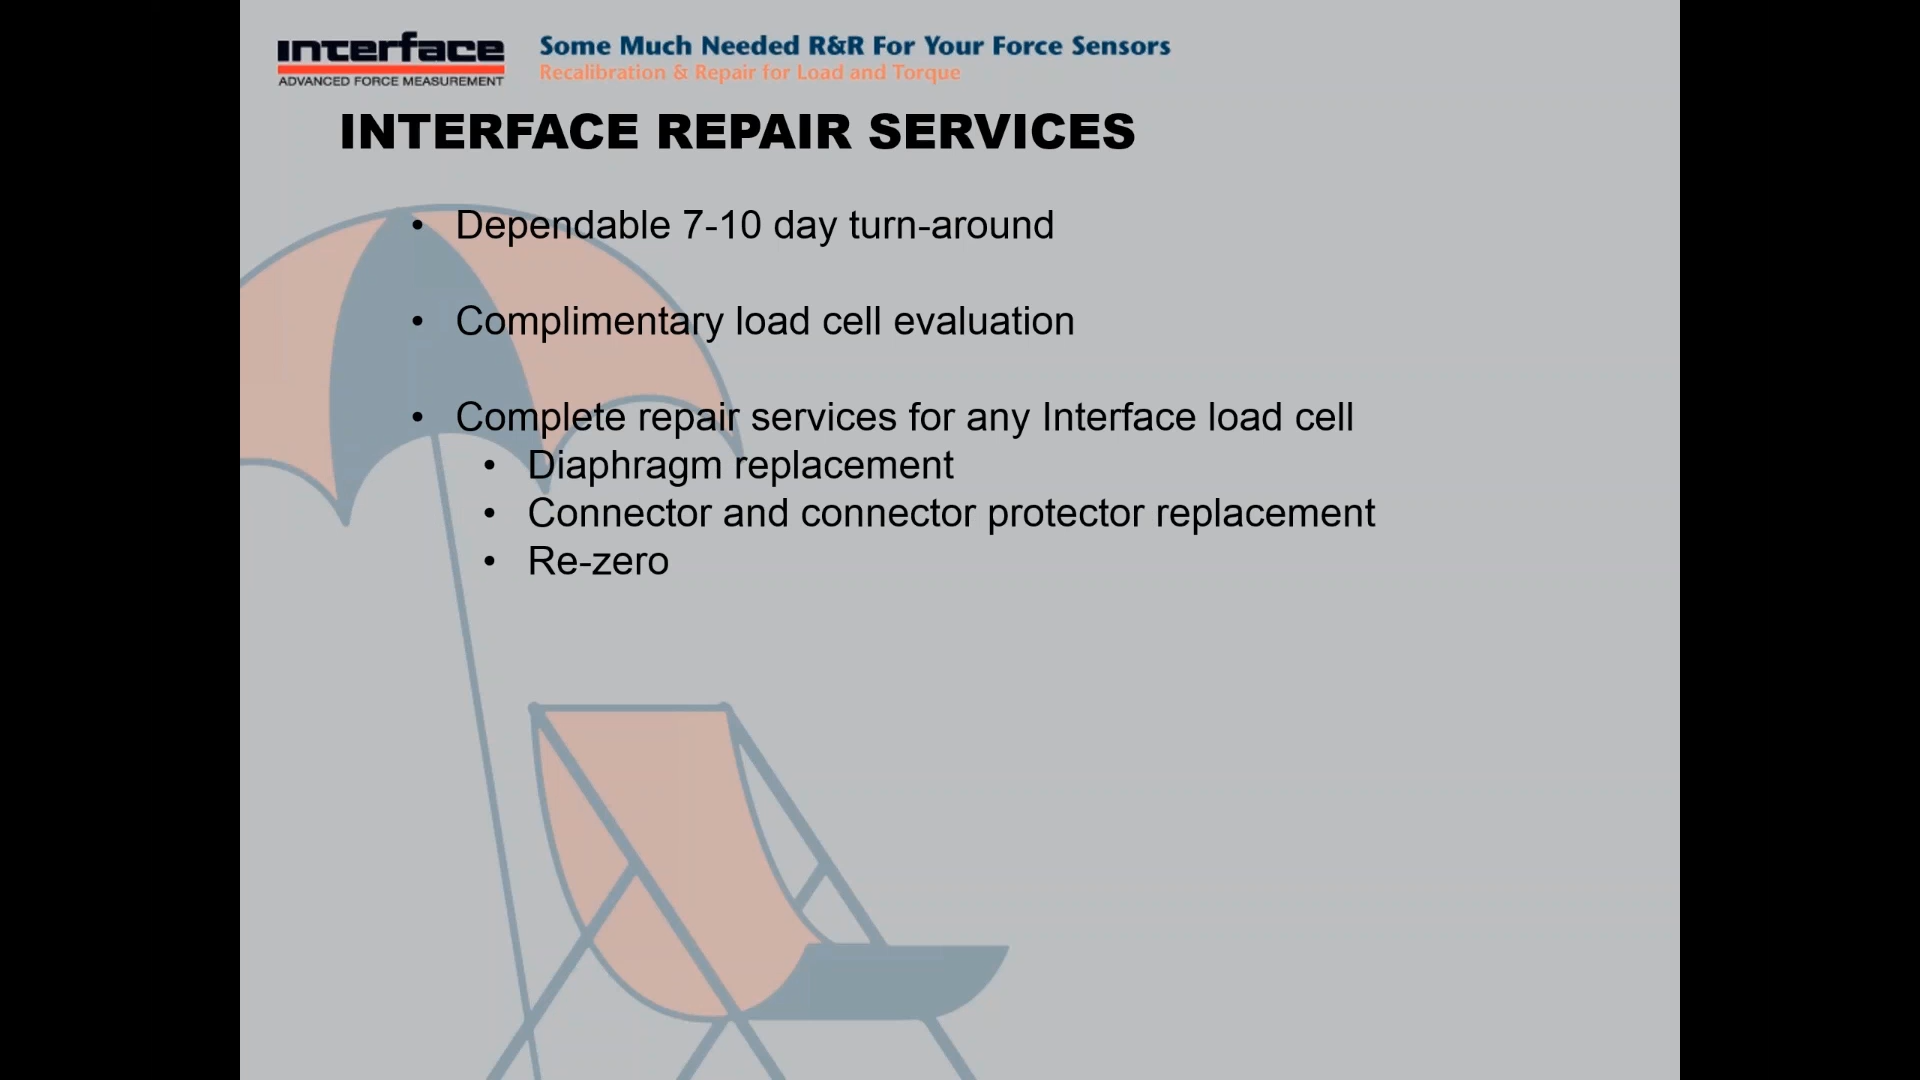 interface
ADVANCED FORCE MEASUREMENT
Some Much Needed R&R For Your Force Sensors
Recalibration & Repair for Load and Torque
INTERFACE REPAIR SERVICES
• Dependable 7-10 day turn-around
• Complimentary load cell evaluation
• Complete repair services for any Interface load cell
• Diaphragm replacement
• Connector and connector protector replacement
• Re-zero